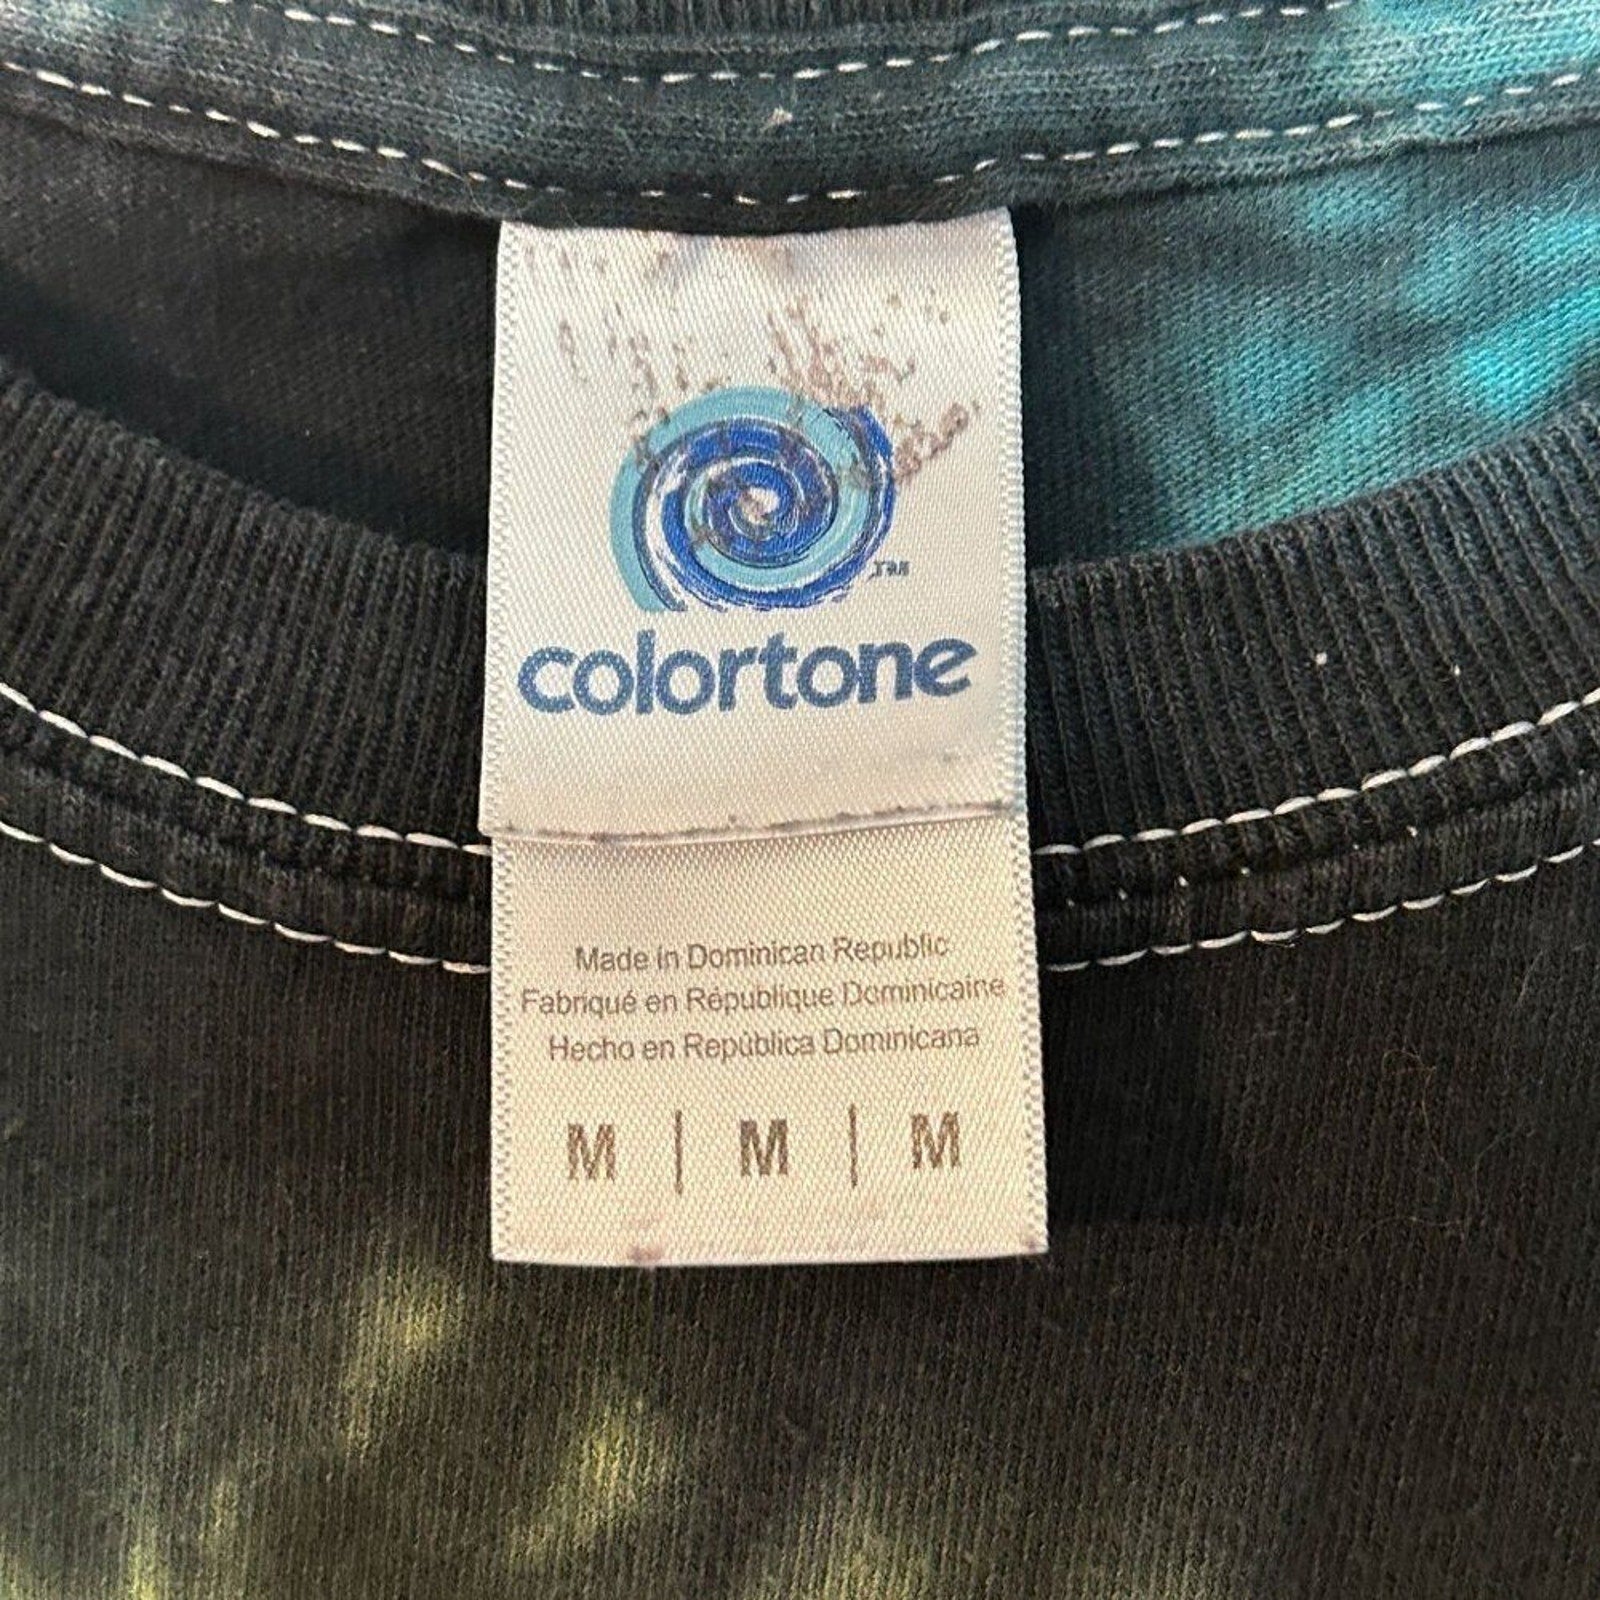 TM
colortone
Made in Dominican Republic
Fabriqué en République Dominicaine
Hecho en República Dominicana
M | M | M